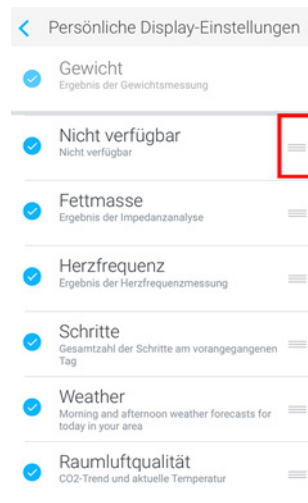 Persönliche Display-Einstellungen
Gewicht
Ergebnis der Gewichtsmessung
Nicht verfügbar
Nicht verfügbar
Fettmasse
Ergebnis der Impedanzanalyse
Herzfrequenz
Ergebnis der Herzfrequenzmessung
Schritte
Gesamtzahl der Schritte am vorangegangenen
Tag
Weather
Morning and afternoon weather forecasts for
today in your area
Raumluftqualität
CO2-Trend und aktuelle Temperatur